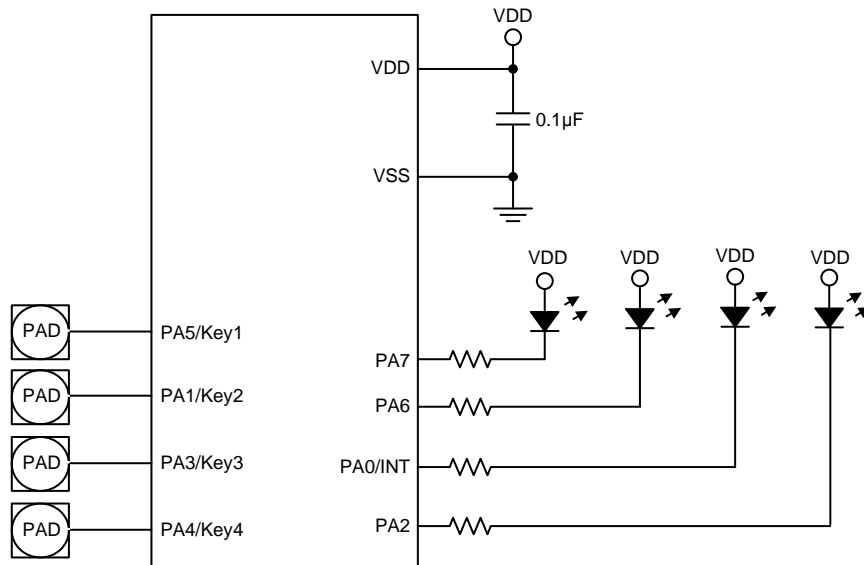 VDD
VDD
0.1µF
VSS
VDD
VDD
VDD
VDD
PAD
PA5/Key1
PA7
PAD
PA1/Key2
PA6
PAD
PA3/Key3
PA0/INT
PAD
PA4/Key4
PA2